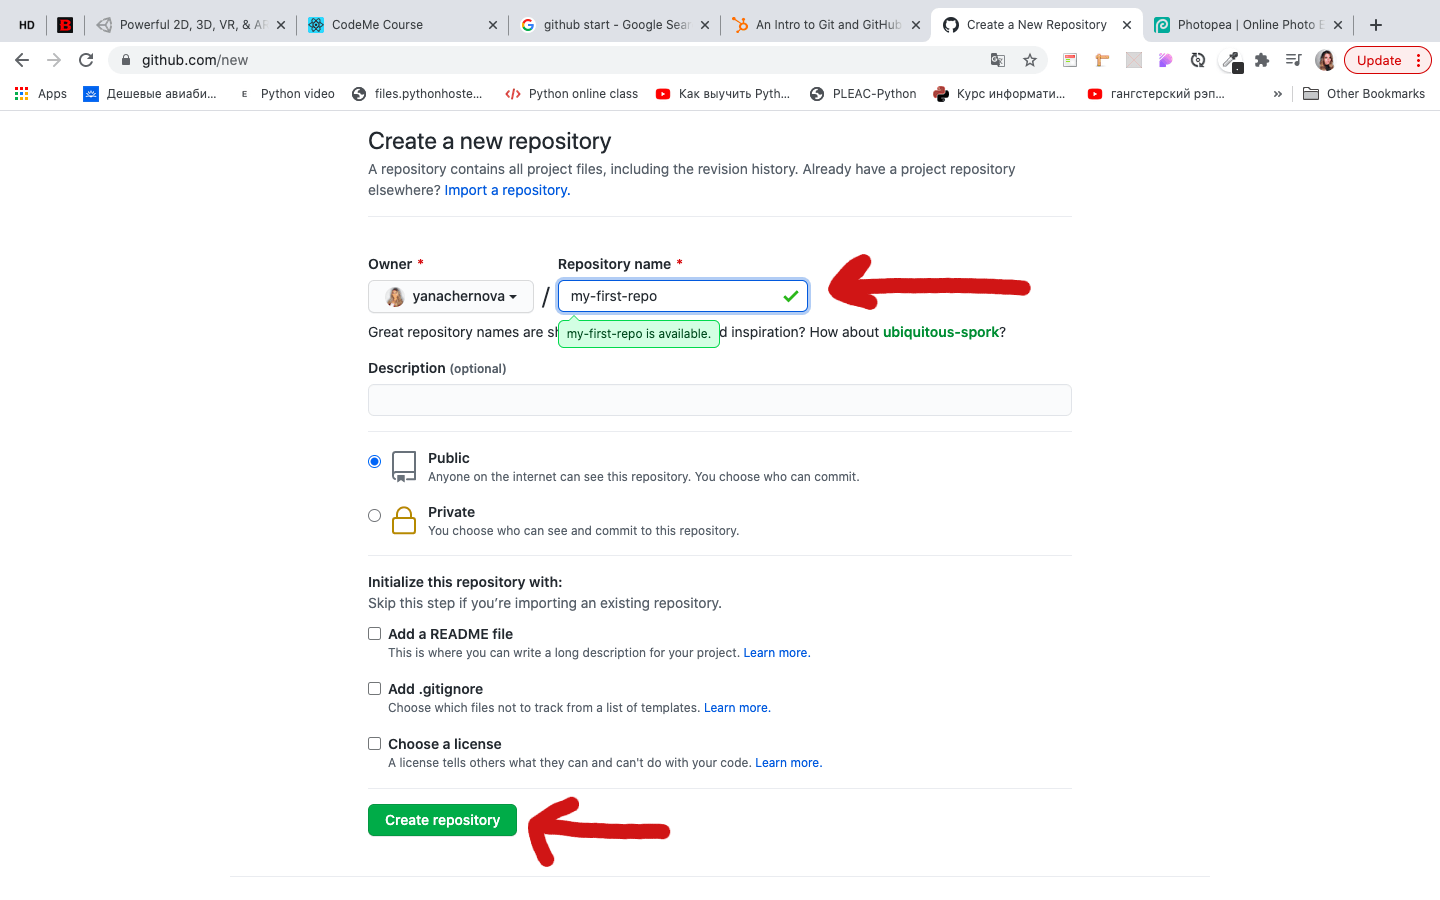 HD
B
Powerful 2D, 3D, VR, & AR
CodeMe Course
github start - Google Sear
An Intro to Git and GitHub
Create a New Repository
Photopea | Online Photo E
github.com/new
Update
Apps
Дешевые авиаби...
E
Python video
files.pythonhoste...
Python online class
Как выучить Pyth...
PLEAC-Python
Курс информати...
гангстерский рэп...
»
Other Bookmarks
Create a new repository
A repository contains all project files, including the revision history. Already have a project repository
elsewhere? Import a repository.
Owner *
Repository name *
yanachernova
/
my-first-repo
Great repository names are sh
my-first-repo is available.
d inspiration? How about ubiquitous-spork?
Description (optional)
Public
Anyone on the internet can see this repository. You choose who can commit.
Private
You choose who can see and commit to this repository.
Initialize this repository with:
Skip this step if you’re importing an existing repository.
Add a README file
This is where you can write a long description for your project. Learn more.
Add .gitignore
Choose which files not to track from a list of templates. Learn more.
Choose a license
A license tells others what they can and can't do with your code. Learn more.
Create repository